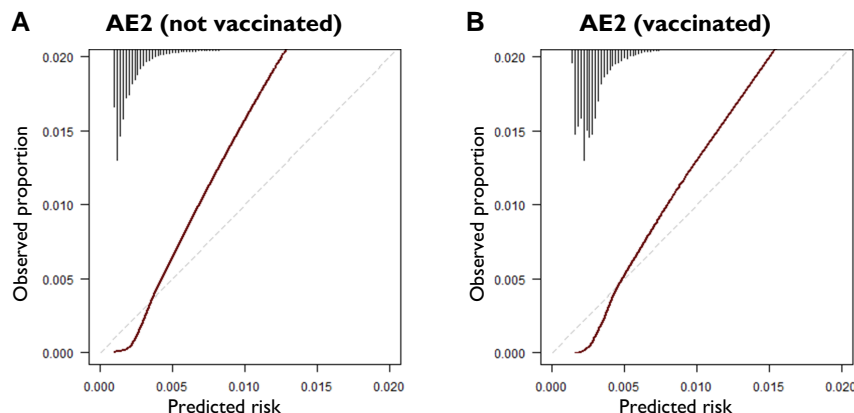 A AE2 (not vaccinated)
0.020
0.015
0.010
0.005
0.000
Observed proportion
0.000 0.005 0.010 0.015 0.020
Predicted risk
B AE2 (vaccinated)
0.020
0.015
0.010
0.005
0.000
Observed proportion
0.000 0.005 0.010 0.015 0.020
Predicted risk